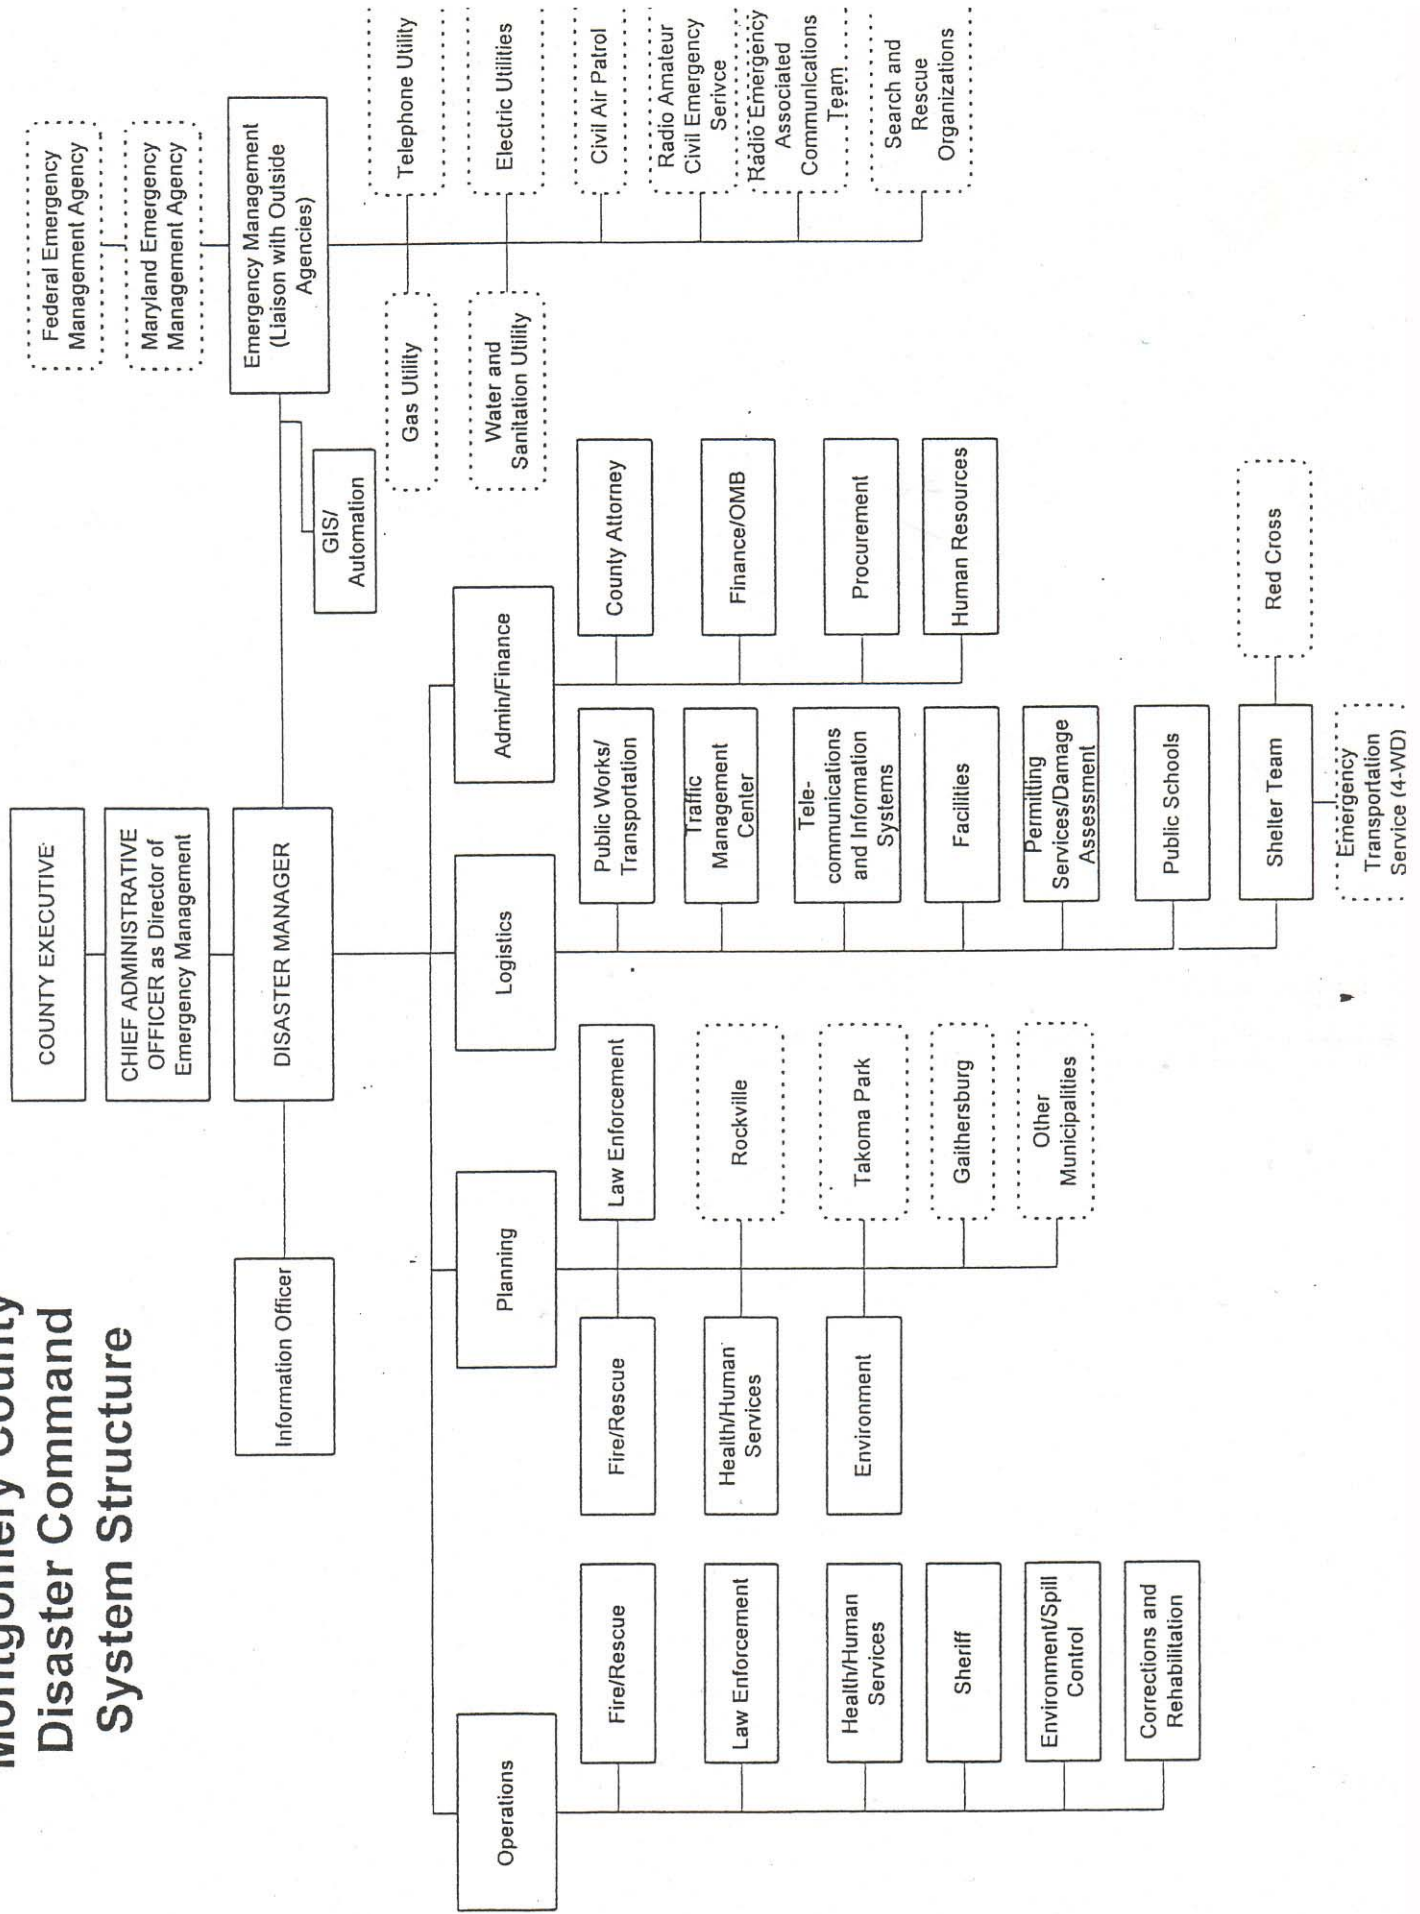 Montgomery County
Disaster Command
System Structure
COUNTY EXECUTIVE
CHIEF ADMINISTRATIVE
OFFICER as Director of
Emergency Management
DISASTER MANAGER
Information Officer
Federal Emergency
Management Agency
Maryland Emergency
Management Agency
Emergency Management
(Liaison with Outside
Agencies)
GIS/
Automation
Gas Utility
Telephone Utility
Water and
Sanitation Utility
Electric Utilities
Civil Air Patrol
Radio Amateur
Civil Emergency
Serivce
Radio Emergency
Associated
Communications
Team
Search and
Rescue
Organizations
Operations
Fire/Rescue
Law Enforcement
Health/Human
Services
Sheriff
Environment/Spill
Control
Corrections and
Rehabilitation
Planning
Fire/Rescue
Law Enforcement
Health/Human
Services
Rockville
Environment
Takoma Park
Gaithersburg
Other
Municipalities
Logistics
Public Works/
Transportation
Traffic
Management
Center
Tele-
communications
and Information
Systems
Facilities
Permitting
Services/Damage
Assessment
Public Schools
Shelter Team
Red Cross
Emergency
Transportation
Service (4-WD)
Admin/Finance
County Attorney
Finance/OMB
Procurement
Human Resources